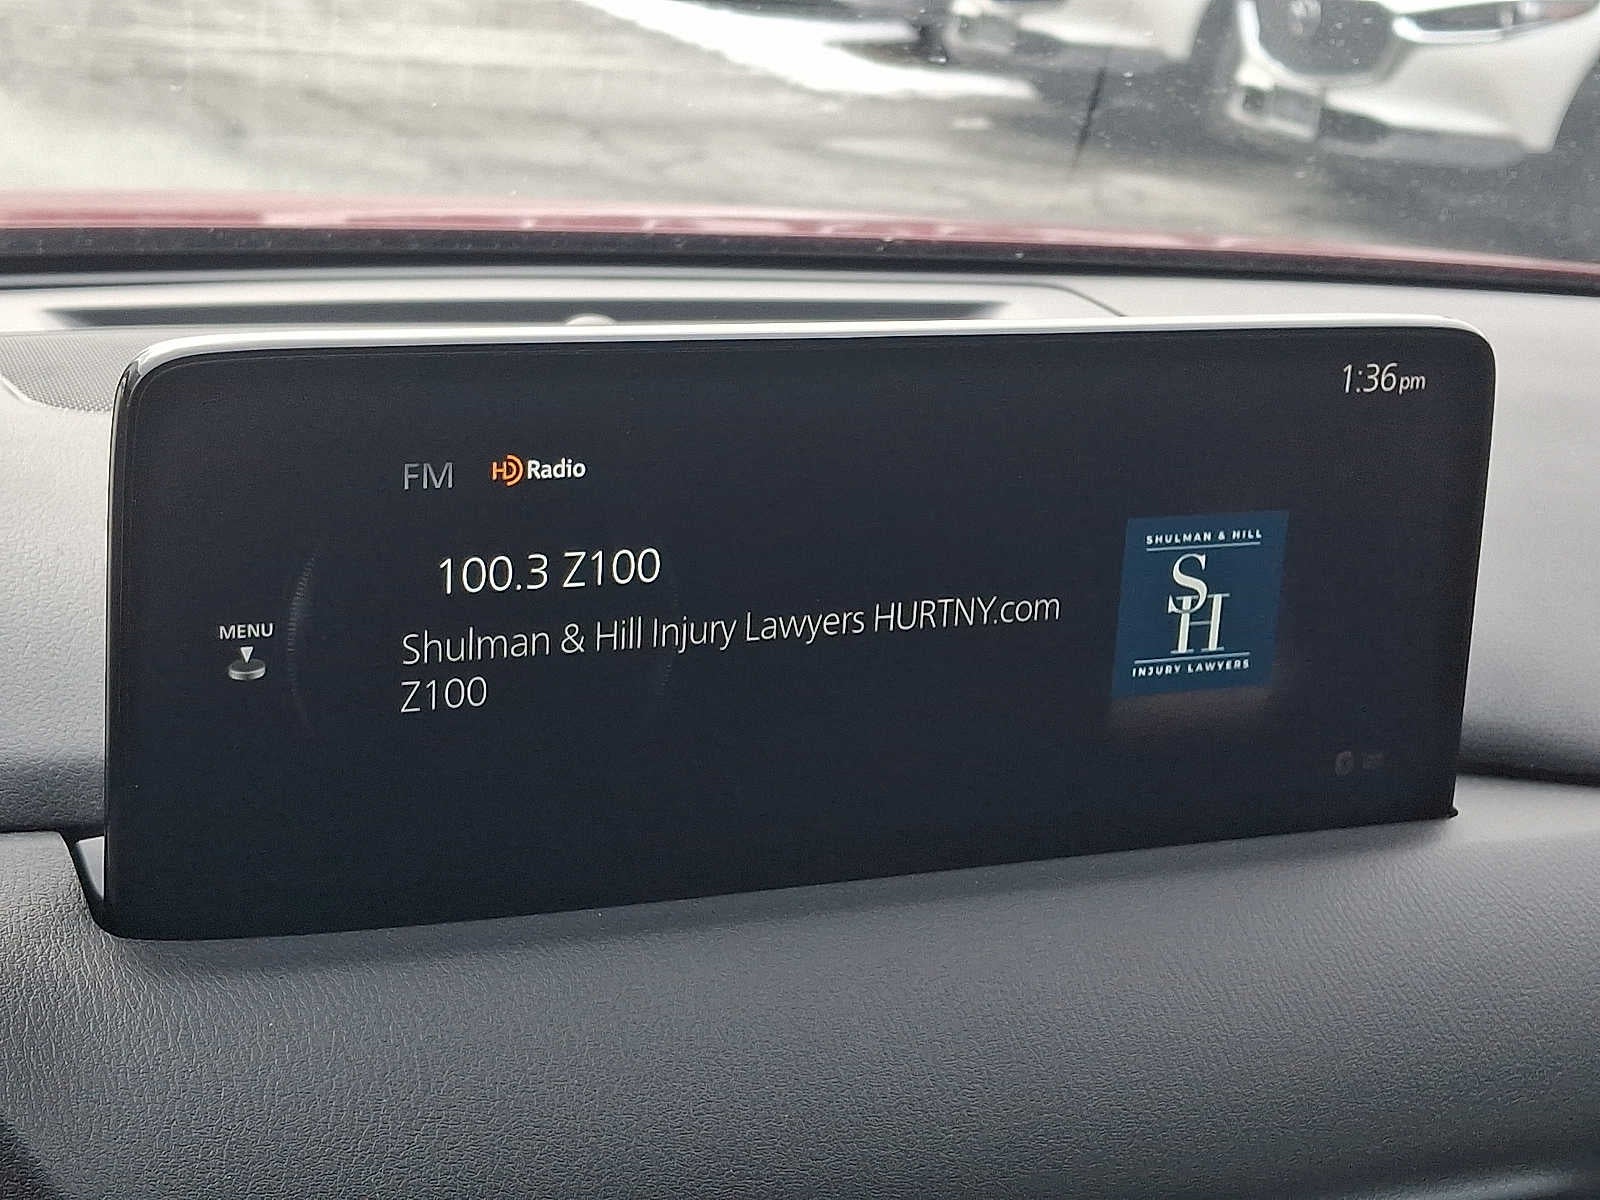 1:36pm
FM HD Radio
100.3 Z100
Shulman & Hill Injury Lawyers HURTNY.com
Z100
MENU
SHULMAN & HILL
SH
INJURY LAWYERS